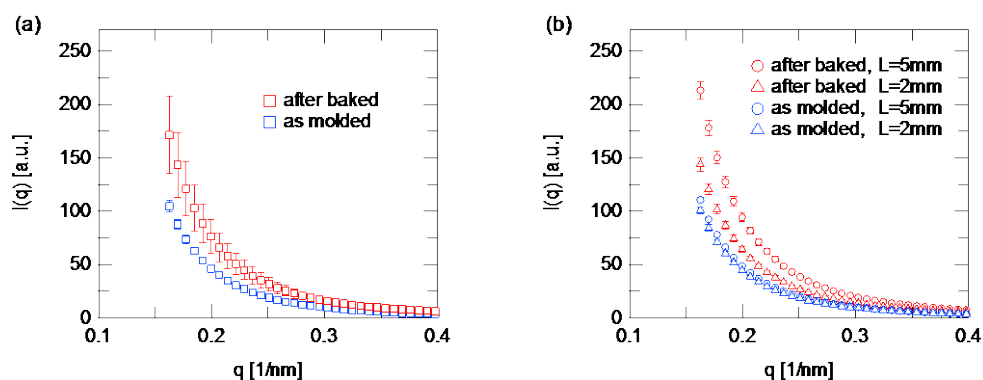 (a)
250
200
150
100
50
0
I(q) [a.u.]
after baked
as molded
0.1 0.2 0.3 0.4
q [1/nm]
(b)
250
200
150
100
50
0
I(q) [a.u.]
after baked, L=5mm
after baked L=2mm
as molded, L=5mm
as molded, L=2mm
0.1 0.2 0.3 0.4
q [1/nm]